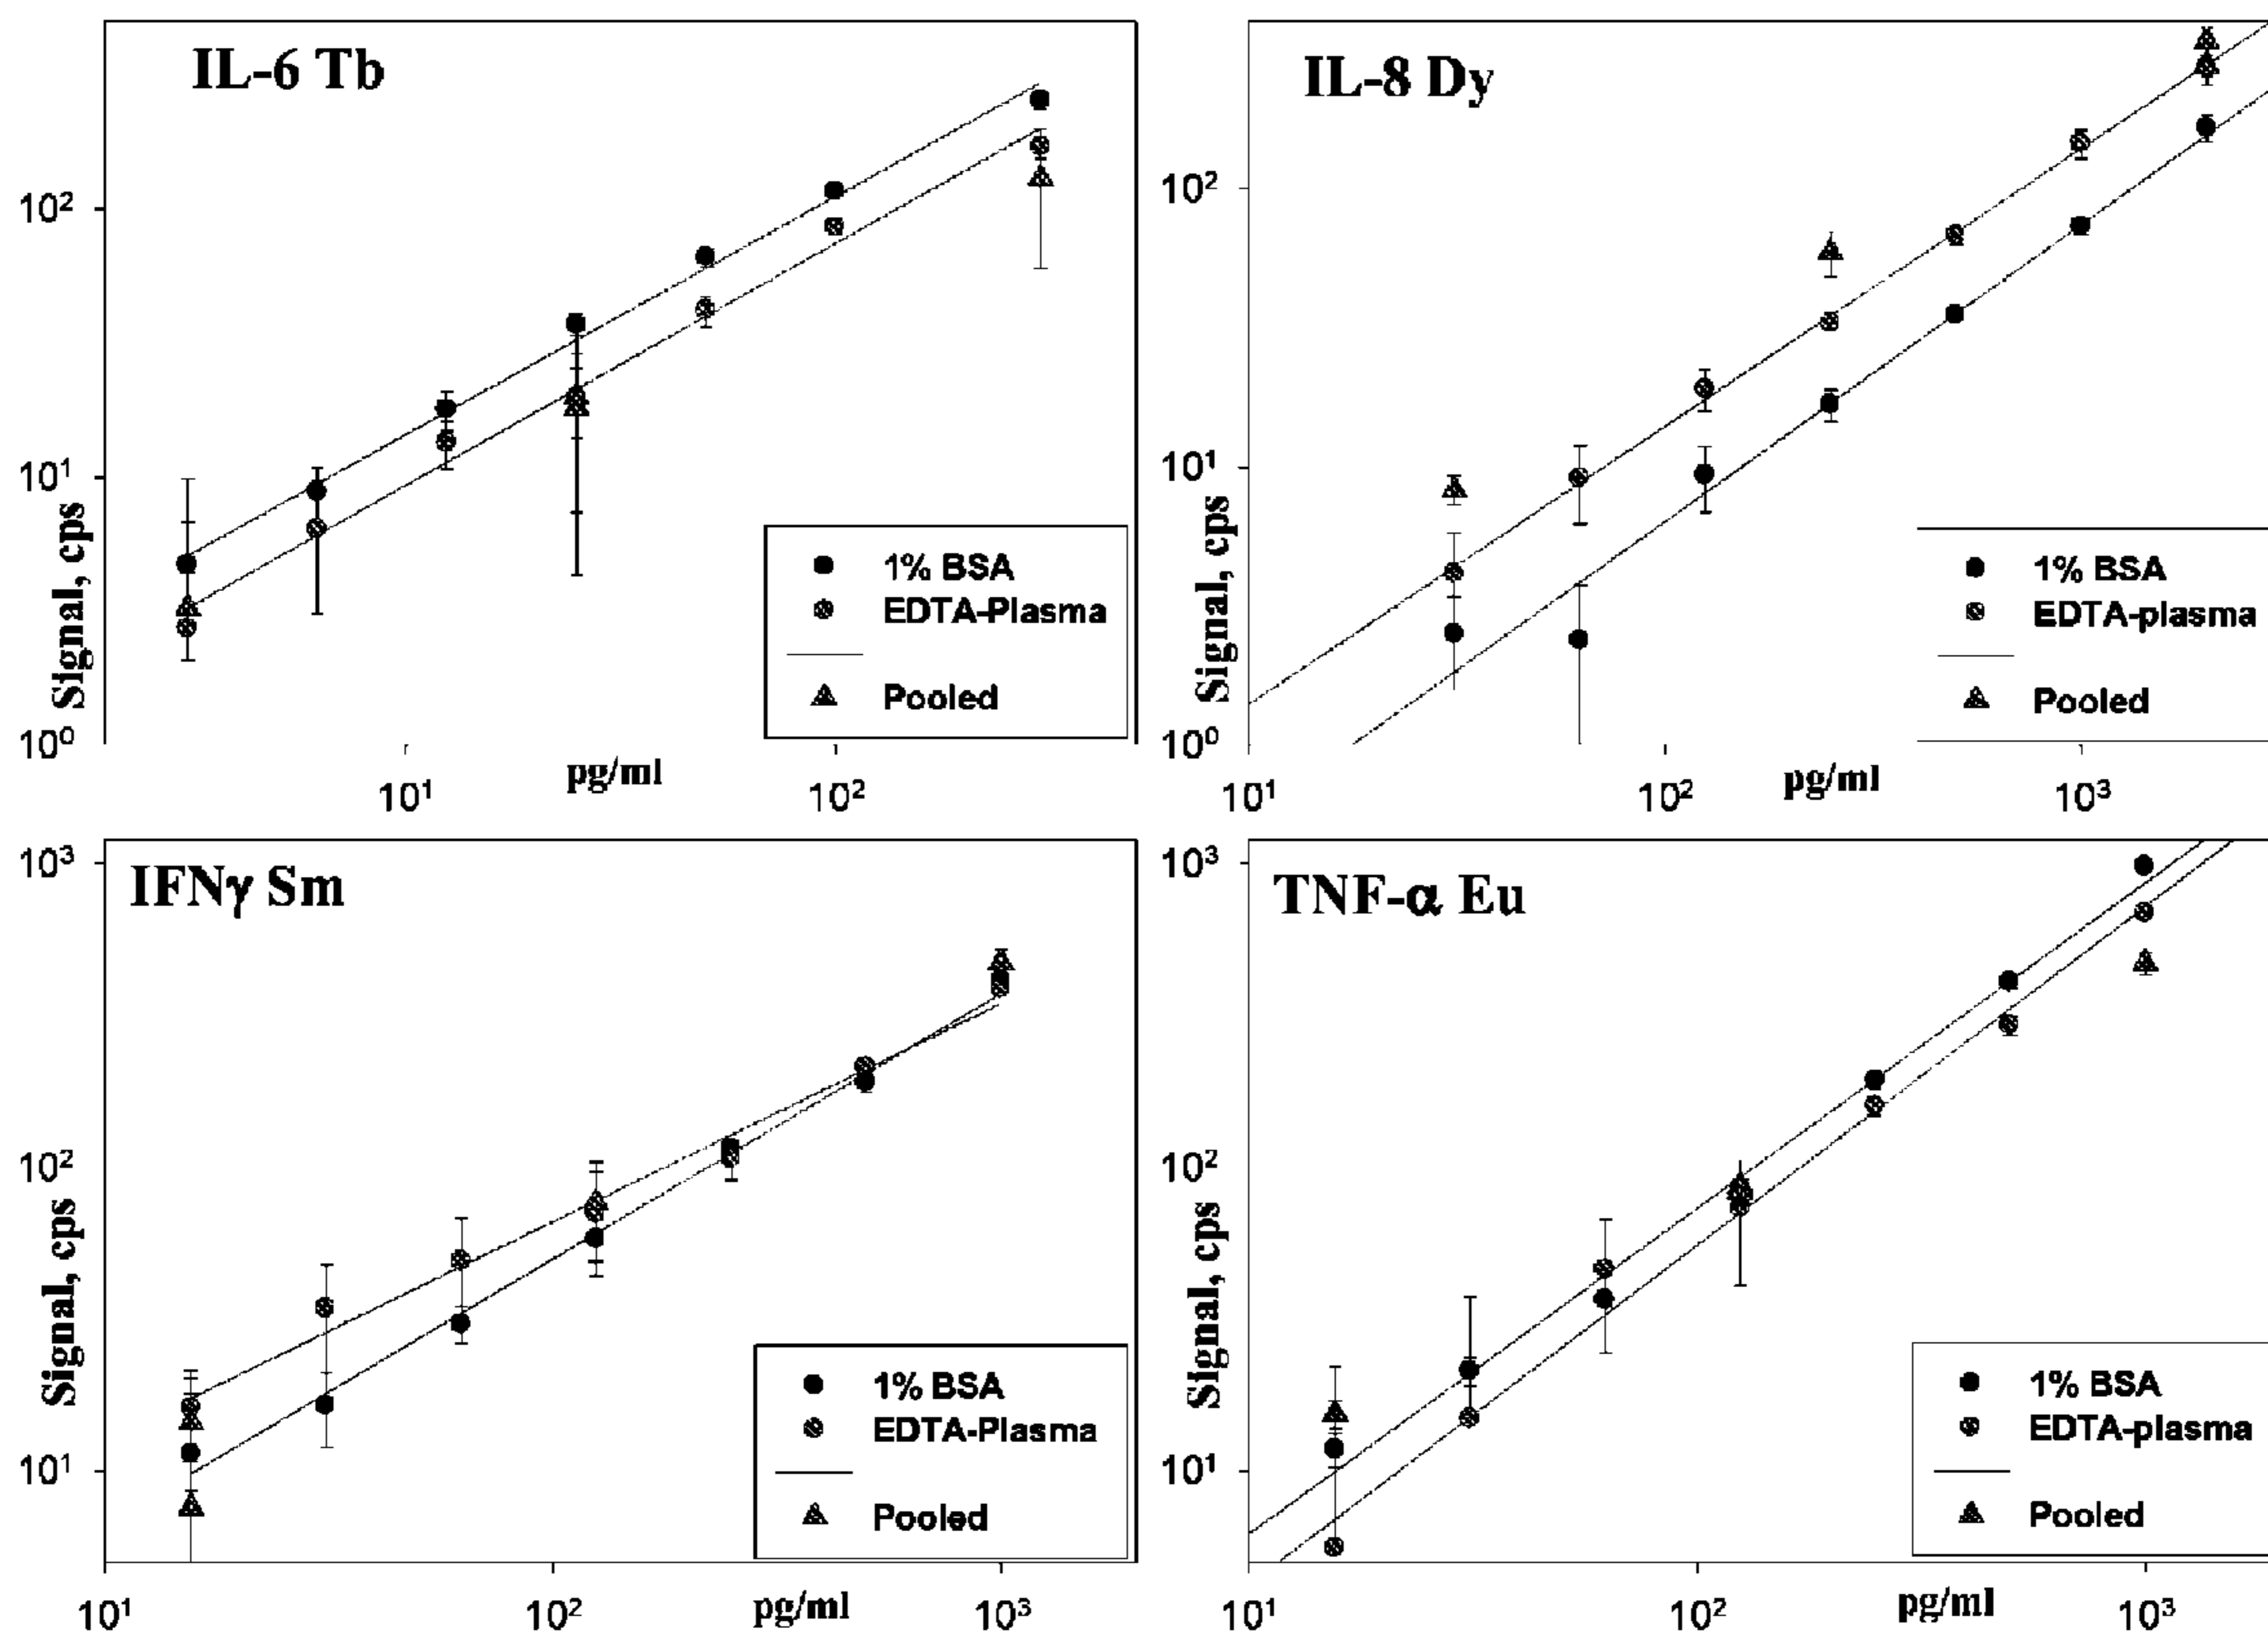 IL-6 Tb
10²
10¹
10⁰
Signal, cps
1% BSA
EDTA-Plasma
Pooled
10¹
pg/ml
10²
IL-8 Dy
10²
10¹
10⁰
Signal, cps
1% BSA
EDTA-plasma
Pooled
10¹
10²
pg/ml
10³
IFNγ Sm
10³
10²
10¹
Signal, cps
1% BSA
EDTA-Plasma
Pooled
10¹
10²
pg/ml
10³
TNF-α Eu
10³
10²
10¹
Signal, cps
1% BSA
EDTA-plasma
Pooled
10¹
10²
pg/ml
10³